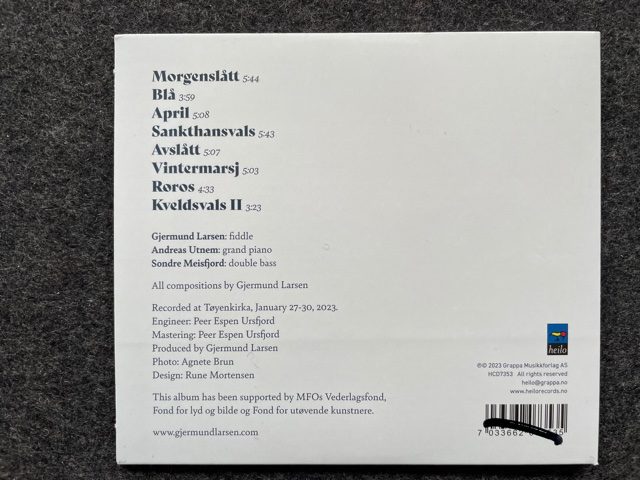 Morgenslått 5:44
Blå 3:59
April 5:08
Sankthansvals 5:43
Avslått 5:07
Vintermarsj 5:03
Røros 4:33
Kveldsvals II 3:23
Gjermund Larsen: fiddle
Andreas Utnem: grand piano
Sondre Meisfjord: double bass
All compositions by Gjermund Larsen
Recorded at Tøyenkirka, January 27-30, 2023.
Engineer: Peer Espen Ursfjord
Mastering: Peer Espen Ursfjord
Produced by Gjermund Larsen
Photo: Agnete Brun
Design: Rune Mortensen
This album has been supported by MFOs Vederlagsfond,
Fond for lyd og bilde og Fond for utøvende kunstnere.
www.gjermundlarsen.com
heilo
℗© 2023 Grappa Musikkforlag AS
HCD7353 All rights reserved
heilo@grappa.no
www.heilorecords.no
7 033662